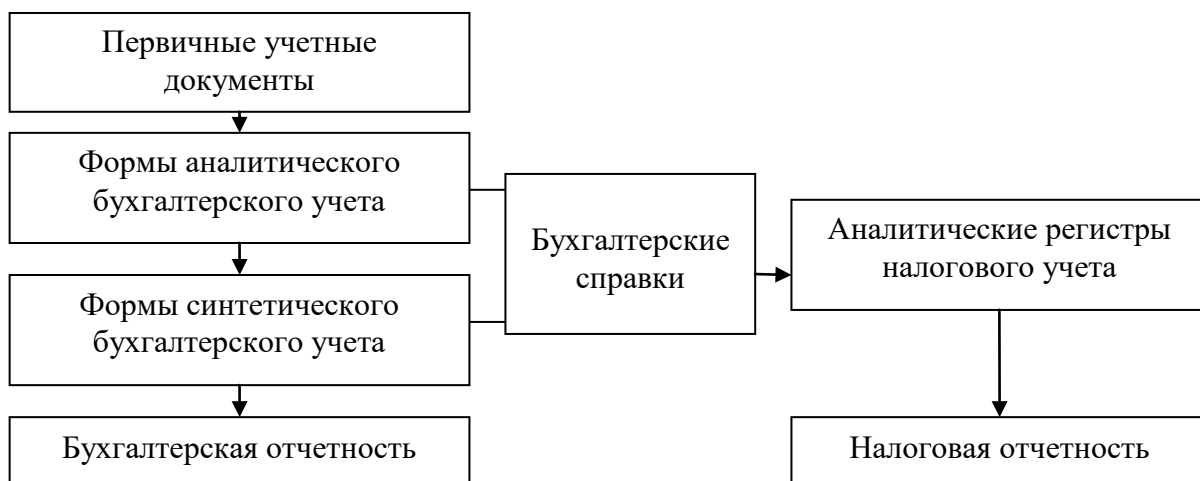 Первичные учетные
документы
Формы аналитического
бухгалтерского учета
Формы синтетического
бухгалтерского учета
Бухгалтерская отчетность
Бухгалтерские
справки
Аналитические регистры
налогового учета
Налоговая отчетность